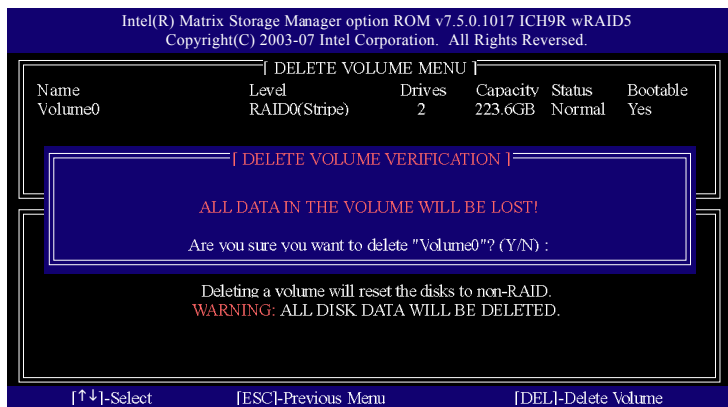 Intel(R) Matrix Storage Manager option ROM v7.5.0.1017 ICH9R wRAID5
Copyright(C) 2003-07 Intel Corporation.  All Rights Reversed.
[ DELETE VOLUME MENU ]
Name Level Drives Capacity Status Bootable
Volume0 RAID0(Stripe) 2 223.6GB Normal Yes
[ DELETE VOLUME VERIFICATION ]
ALL DATA IN THE VOLUME WILL BE LOST!
Are you sure you want to delete "Volume0"? (Y/N) :
Deleting a volume will reset the disks to non-RAID.
WARNING: ALL DISK DATA WILL BE DELETED.
[↑↓]-Select [ESC]-Previous Menu [DEL]-Delete Volume